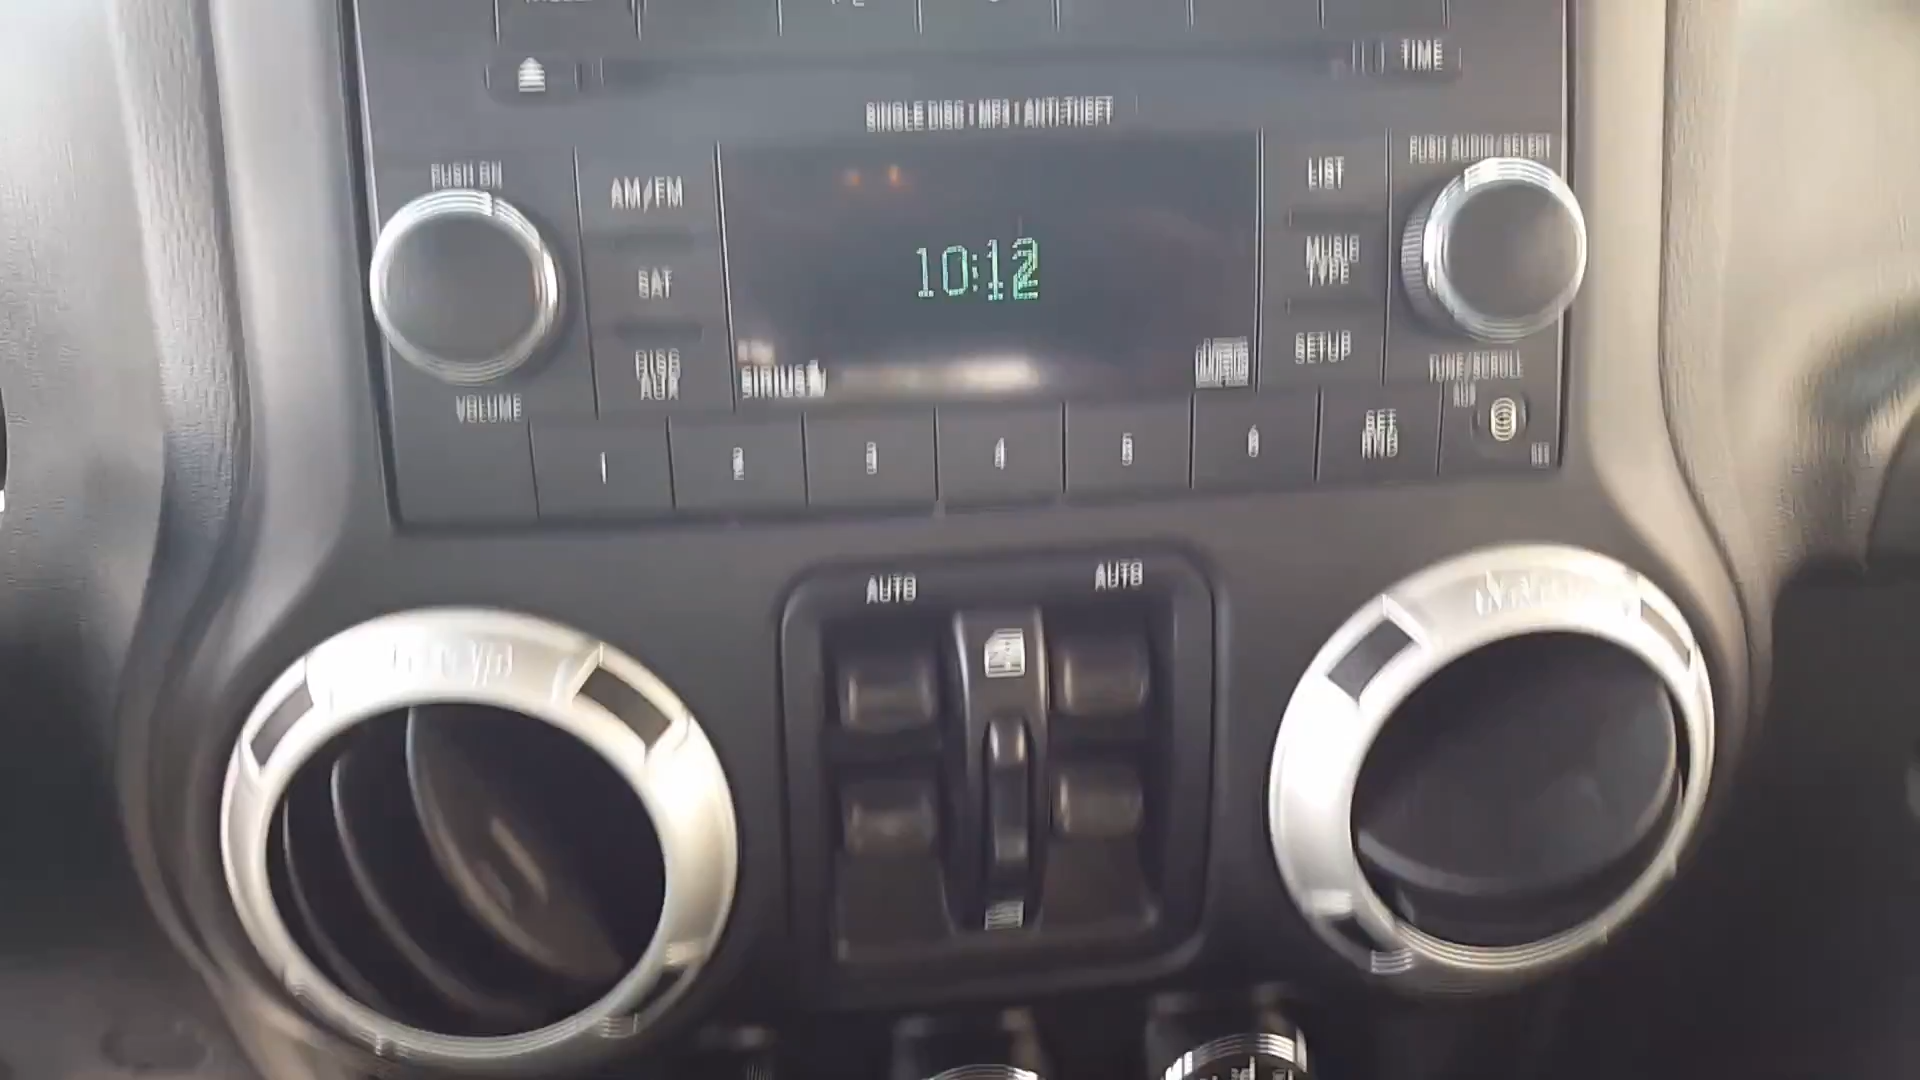 TIME
SINGLE DISC | MP3 | ANTI-THEFT
PUSH ON
AM/FM
SAT
DISC
AUX
VOLUME
10:12
SIRIUS
LIST
MUSIC
TYPE
SETUP
PUSH AUDIO/SELECT
TUNE/SCROLL
AUX
1
2
3
4
5
6
SET
RND
AUTO
AUTO